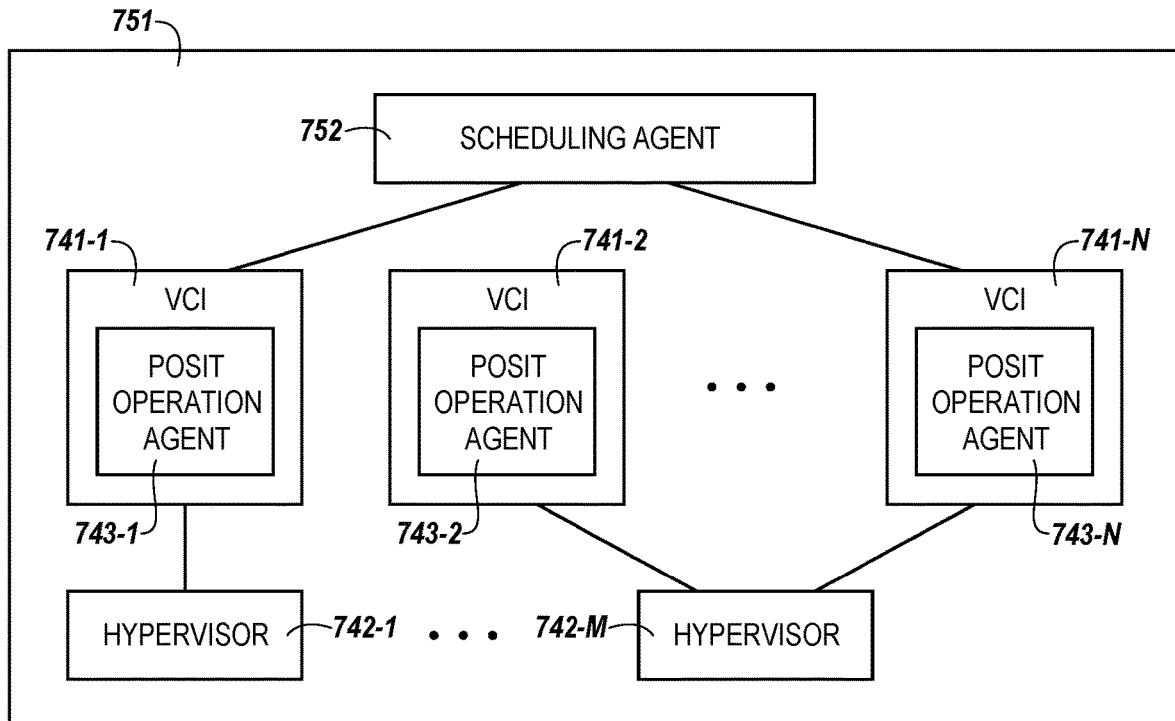 751
752
SCHEDULING AGENT
741-1
741-2
741-N
VCI
VCI
VCI
POSIT
OPERATION
AGENT
POSIT
OPERATION
AGENT
• • •
POSIT
OPERATION
AGENT
743-1
743-2
743-N
HYPERVISOR
742-1
• • •
742-M
HYPERVISOR